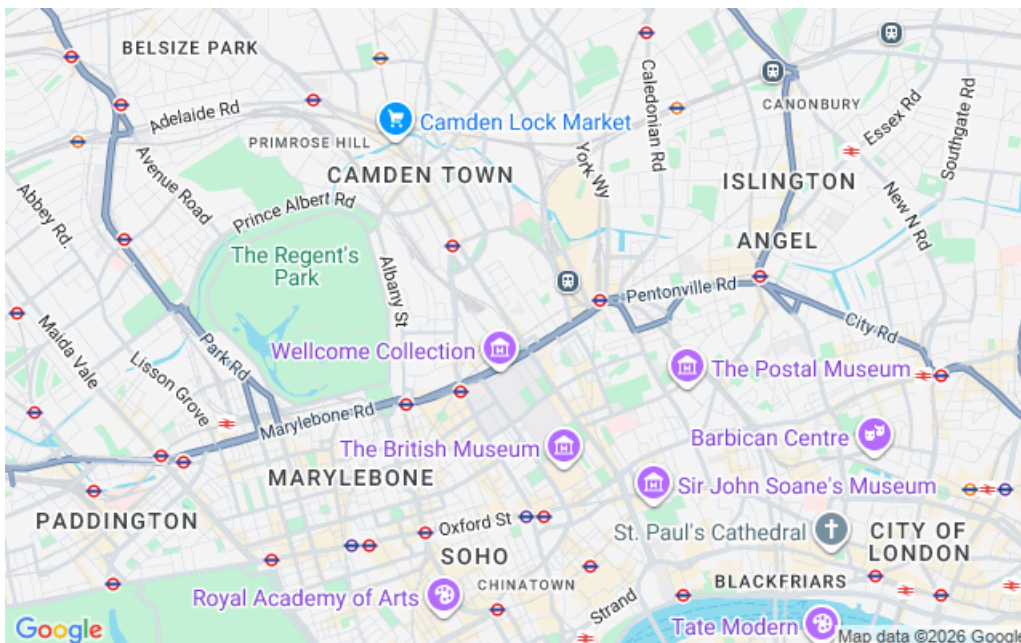 BELSIZE PARK
Adelaide Rd
PRIMROSE HILL
Camden Lock Market
CAMDEN TOWN
Caledonian Rd
York Wy
CANONBURY
Essex Rd
Southgate Rd
ISLINGTON
New N Rd
ANGEL
Avenue Road
Abbey Rd.
Prince Albert Rd
The Regent's
Park
Albany St
Pentonville Rd
City Rd
Maida Vale
Lisson Grove
Park Rd
Wellcome Collection
The Postal Museum
Marylebone Rd
The British Museum
Barbican Centre
MARYLEBONE
Sir John Soane's Museum
PADDINGTON
Oxford St
SOHO
St. Paul's Cathedral
CITY OF
LONDON
CHINATOWN
BLACKFRIARS
Royal Academy of Arts
Strand
Tate Modern
Google
Map data ©2026 Google